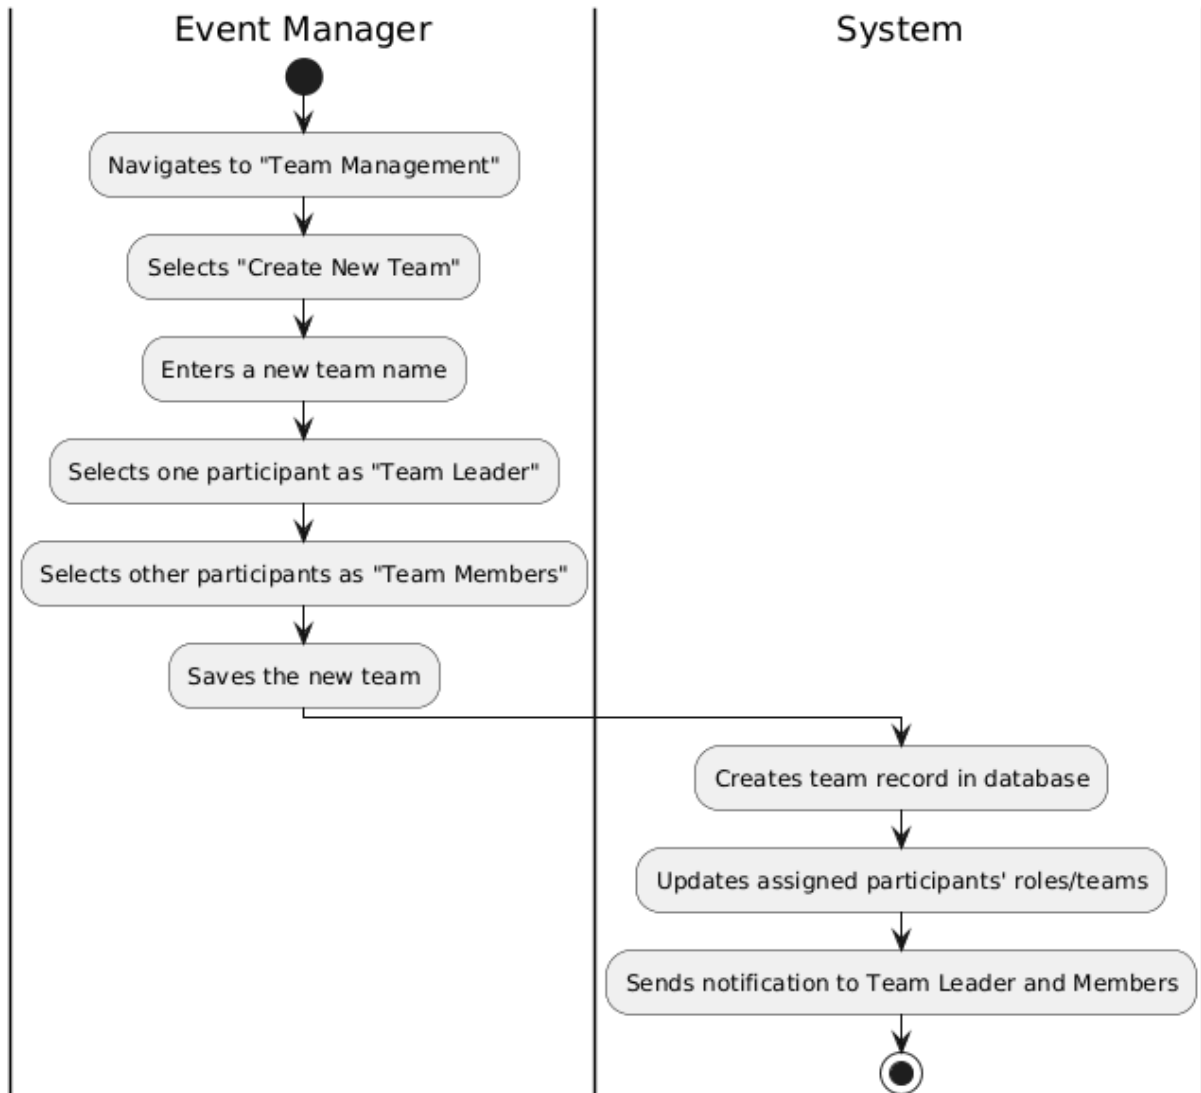 Event Manager
System
Navigates to "Team Management"
Selects "Create New Team"
Enters a new team name
Selects one participant as "Team Leader"
Selects other participants as "Team Members"
Saves the new team
Creates team record in database
Updates assigned participants' roles/teams
Sends notification to Team Leader and Members